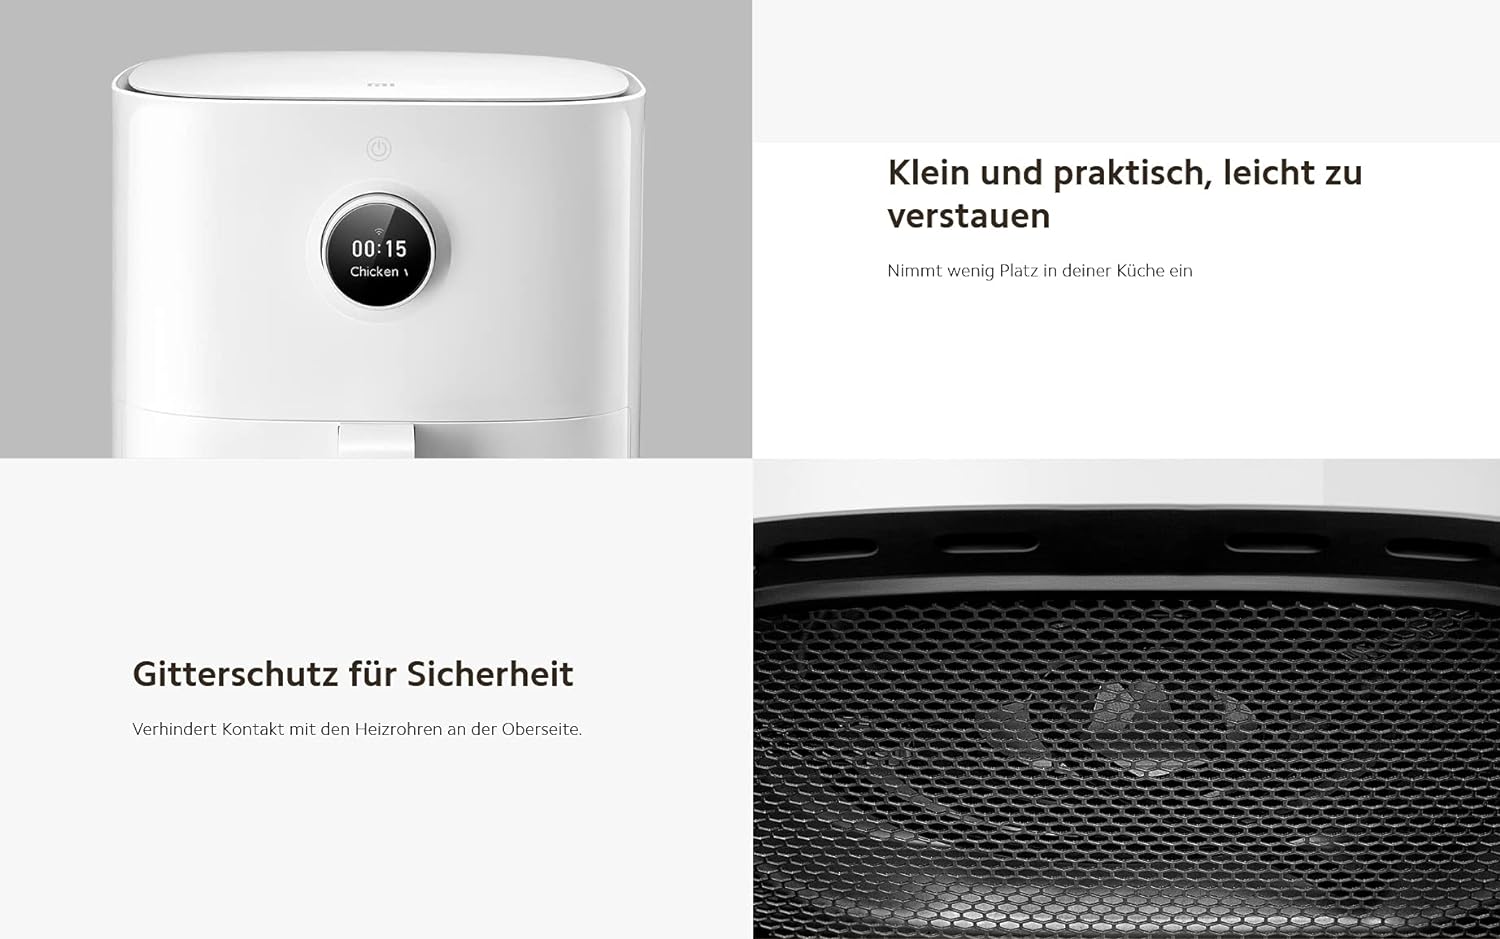 mi
00:15
Chicken
Klein und praktisch, leicht zu
verstauen
Nimmt wenig Platz in deiner Küche ein
Gitterschutz für Sicherheit
Verhindert Kontakt mit den Heizrohren an der Oberseite.